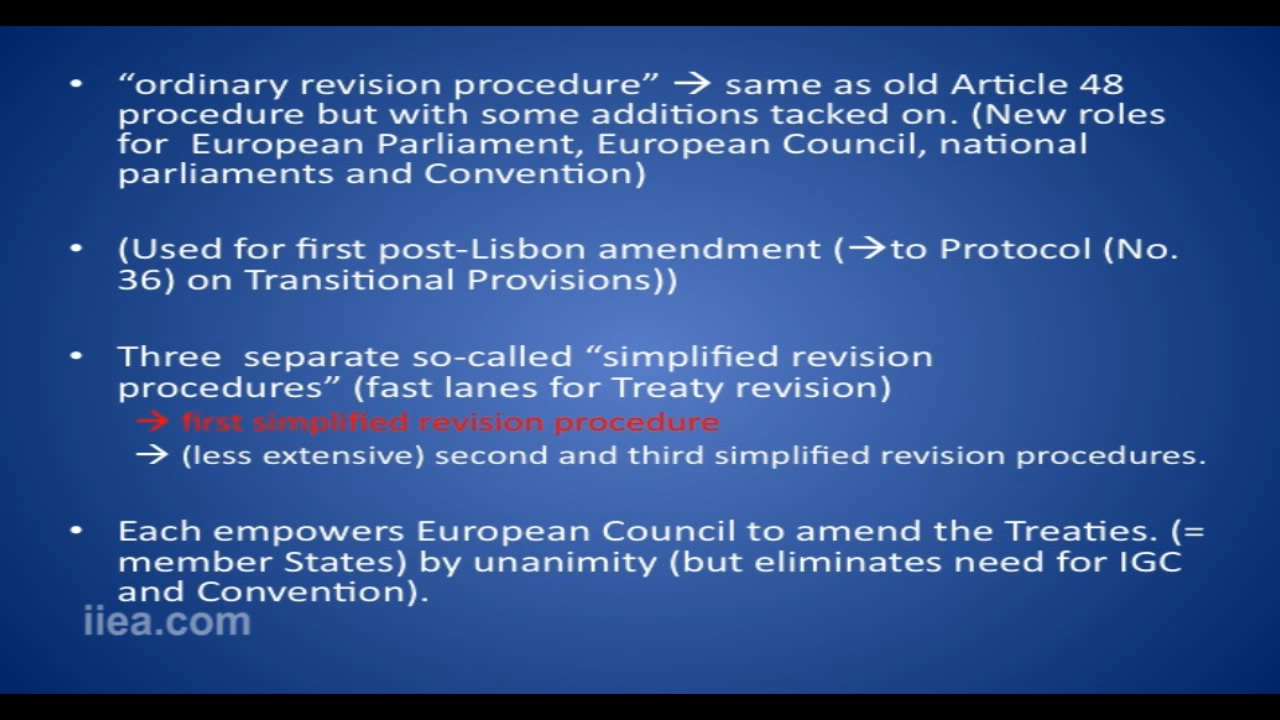 • “ordinary revision procedure” → same as old Article 48
procedure but with some additions tacked on. (New roles
for European Parliament, European Council, national
parliaments and Convention)
• (Used for first post-Lisbon amendment (→to Protocol (No.
36) on Transitional Provisions))
• Three separate so-called “simplified revision
procedures” (fast lanes for Treaty revision)
→ first simplified revision procedure
→ (less extensive) second and third simplified revision procedures.
• Each empowers European Council to amend the Treaties. (=
member States) by unanimity (but eliminates need for IGC
and Convention).
iiea.com